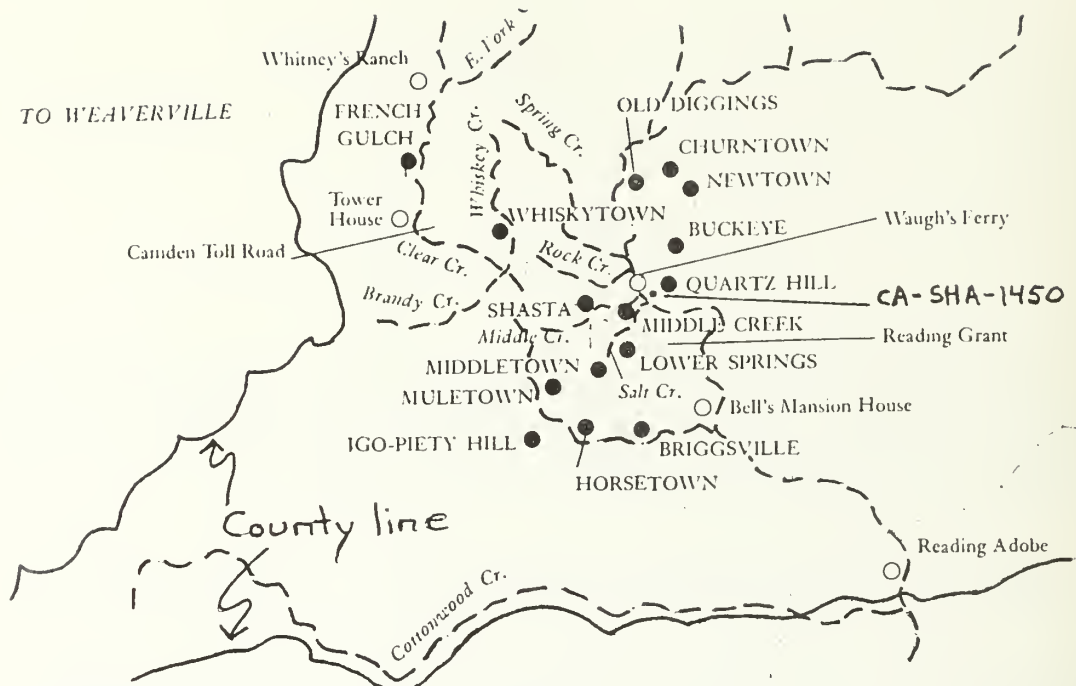 Whitney's Ranch
E. Fork
TO WEAVERVILLE
FRENCH
GULCH
Whiskey Cr.
Spring Cr.
OLD DIGGINGS
CHURNTOWN
NEWTOWN
Tower
House
WHISKYTOWN
BUCKEYE
Waugh's Ferry
Camden Toll Road
Clear Cr.
Rock Cr.
Brandy Cr.
QUARTZ HILL
CA-SHA-1450
SHASTA
MIDDLE CREEK
Middle Cr.
Reading Grant
MIDDLETOWN
LOWER SPRINGS
MULETOWN
Salt Cr.
Bell's Mansion House
IGO-PIETY HILL
BRIGGSVILLE
HORSETOWN
County line
Reading Adobe
Cottonwood Cr.